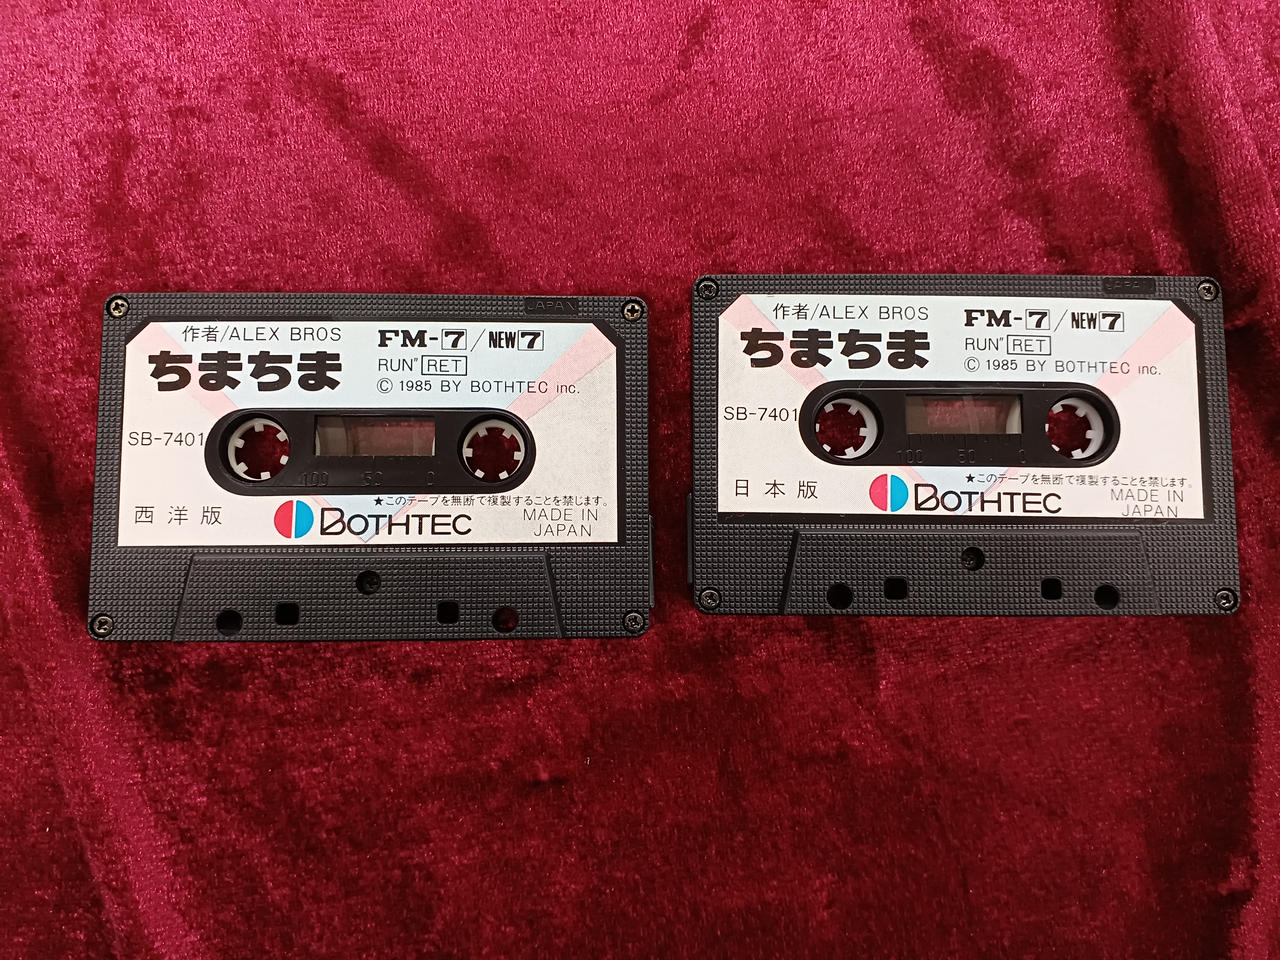 JAPAN
作者/ALEX BROS
ちまちま
FM-7/NEW7
RUN" RET
© 1985 BY BOTHTEC inc.
SB-7401
100 50 0
★このテープを無断で複製することを禁じます。
西洋版
BOTHTEC
MADE IN
JAPAN
JAPAN
作者/ALEX BROS
ちまちま
FM-7/NEW7
RUN" RET
© 1985 BY BOTHTEC inc.
SB-7401
100 50 0
★このテープを無断で複製することを禁じます。
日本版
BOTHTEC
MADE IN
JAPAN